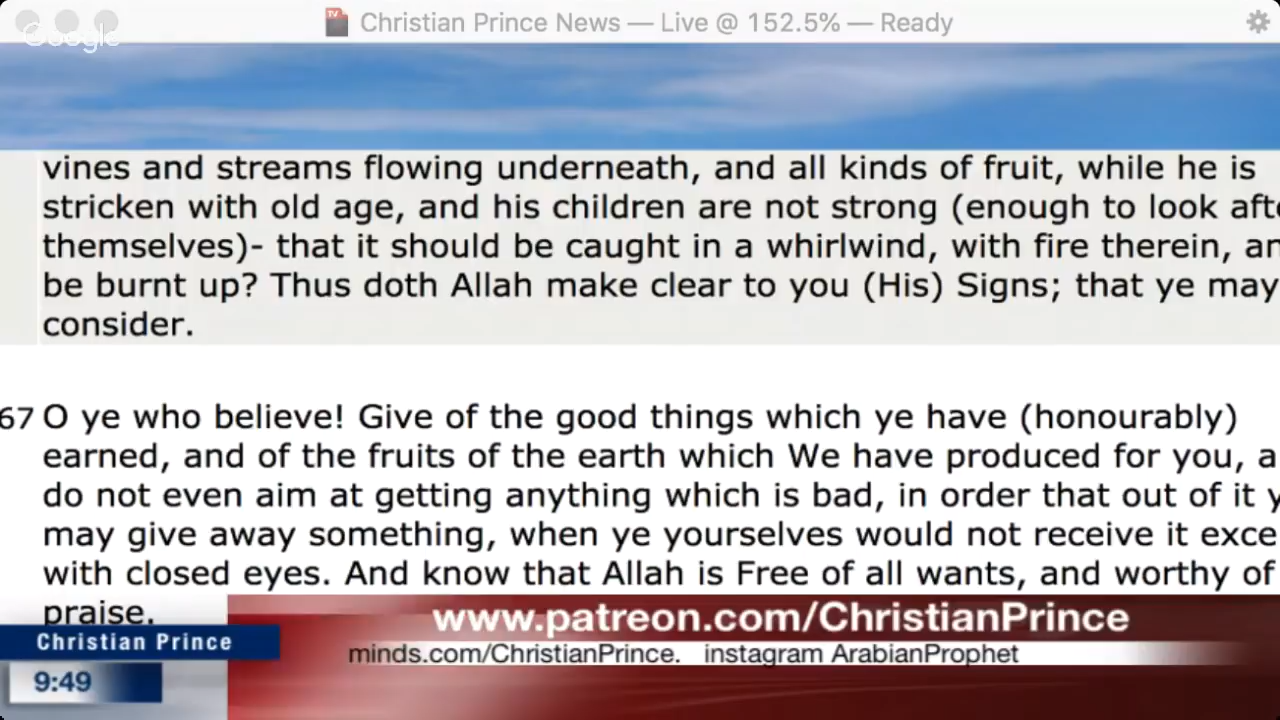 Google
TV Christian Prince News — Live @ 152.5% — Ready
vines and streams flowing underneath, and all kinds of fruit, while he is
stricken with old age, and his children are not strong (enough to look
themselves)- that it should be caught in a whirlwind, with fire therein,
be burnt up? Thus doth Allah make clear to you (His) Signs; that ye may
consider.
67 O ye who believe! Give of the good things which ye have (honourably)
earned, and of the fruits of the earth which We have produced for you,
do not even aim at getting anything which is bad, in order that out of it
may give away something, when ye yourselves would not receive it
with closed eyes. And know that Allah is Free of all wants, and worthy of
praise.
www.patreon.com/ChristianPrince
Christian Prince
minds.com/ChristianPrince. instagram ArabianProphet
9:49